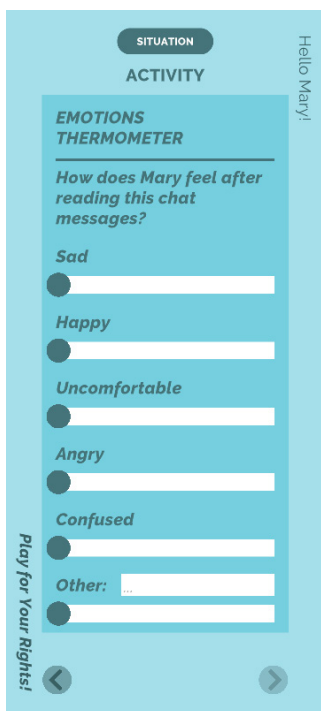 SITUATION
Hello Mary!
ACTIVITY
EMOTIONS
THERMOMETER
How does Mary feel after
reading this chat
messages?
Sad
Happy
Uncomfortable
Angry
Confused
Other: ...
Play for Your Rights!